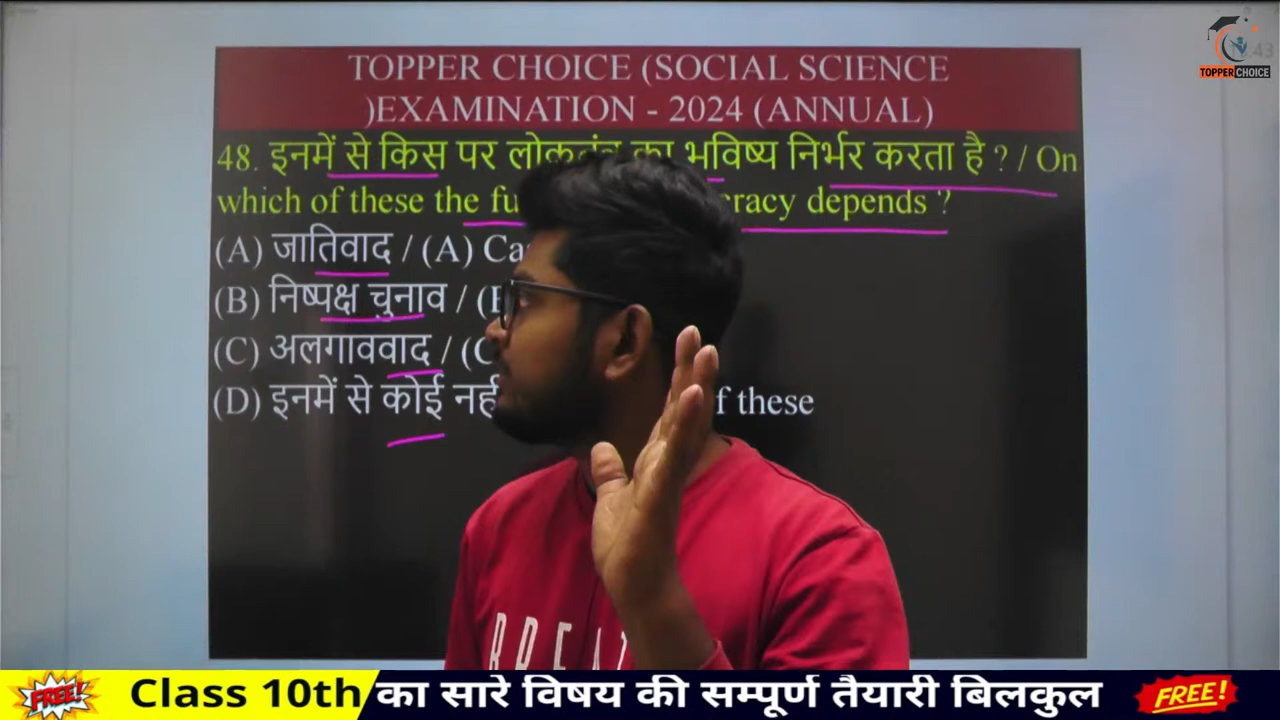 TOPPER CHOICE (SOCIAL SCIENCE
)EXAMINATION - 2024 (ANNUAL)
48. इनमें से किस पर का भविष्य निर्भर करता है ? / On
which of these the depends ?
(A) जातिवाद / (A)
(B) निष्पक्ष चुनाव /
(C) अलगाववाद /
(D) इनमें से कोई f these
TOPPER CHOICE
FREE! Class 10th का सारे विषय की सम्पूर्ण तैयारी बिलकुल FREE!